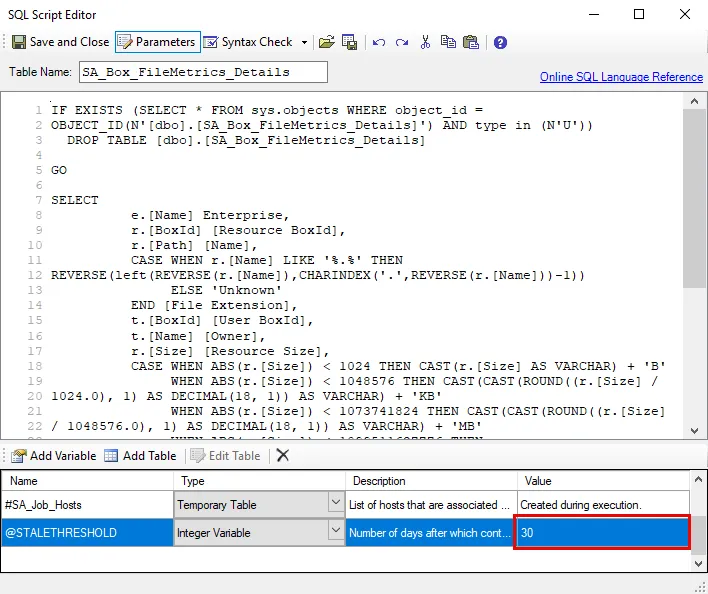 SQL Script Editor
Save and Close Parameters Syntax Check
Table Name: SA_Box_FileMetrics_Details Online SQL Language Reference
1 IF EXISTS (SELECT * FROM sys.objects WHERE object_id =
2 OBJECT_ID(N'[dbo].[SA_Box_FileMetrics_Details]') AND type in (N'U'))
3 DROP TABLE [dbo].[SA_Box_FileMetrics_Details]
4
5 GO
6
7 SELECT
8 e.[Name] Enterprise,
9 r.[BoxId] [Resource BoxId],
10 r.[Path] [Name],
11 CASE WHEN r.[Name] LIKE '%.%' THEN
12 REVERSE(left(REVERSE(r.[Name]),CHARINDEX('.',REVERSE(r.[Name]))-1))
13 ELSE 'Unknown'
14 END [File Extension],
15 t.[BoxId] [User BoxId],
16 t.[Name] [Owner],
17 r.[Size] [Resource Size],
18 CASE WHEN ABS(r.[Size]) < 1024 THEN CAST(r.[Size] AS VARCHAR) + 'B'
19 WHEN ABS(r.[Size]) < 1048576 THEN CAST(CAST(ROUND((r.[Size] /
20 1024.0), 1) AS DECIMAL(18, 1)) AS VARCHAR) + 'KB'
21 WHEN ABS(r.[Size]) < 1073741824 THEN CAST(CAST(ROUND((r.[Size]
22 / 1048576.0), 1) AS DECIMAL(18, 1)) AS VARCHAR) + 'MB'
Add Variable Add Table Edit Table
Name Type Description Value
#SA_Job_Hosts Temporary Table List of hosts that are associated ... Created during execution.
@STALETHRESHOLD Integer Variable Number of days after which cont... 30